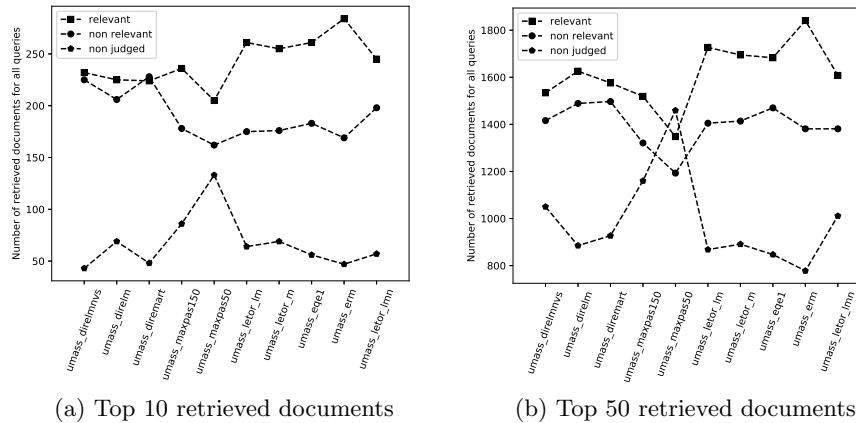 relevant
non relevant
non judged
Number of retrieved documents for all queries
250
200
150
100
50
umass_direlmnvs
umass_direlm
umass_diremart
umass_maxpas150
umass_maxpas50
umass_letor_lm
umass_letor_m
umass_eqe1
umass_erm
umass_letor_lmn
(a) Top 10 retrieved documents
relevant
non relevant
non judged
Number of retrieved documents for all queries
1800
1600
1400
1200
1000
800
umass_direlmnvs
umass_direlm
umass_diremart
umass_maxpas150
umass_maxpas50
umass_letor_lm
umass_letor_m
umass_eqe1
umass_erm
umass_letor_lmn
(b) Top 50 retrieved documents